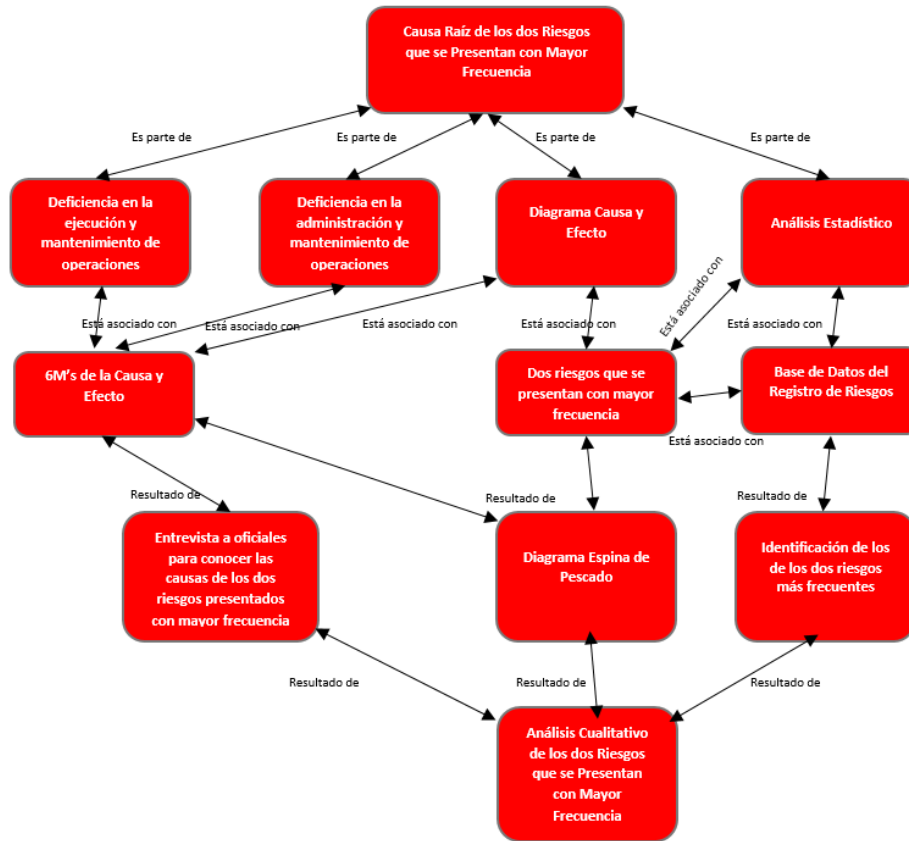 Causa Raíz de los dos Riesgos
que se Presentan con Mayor
Frecuencia
Es parte de
Es parte de
Es parte de
Es parte de
Deficiencia en la
ejecución y
mantenimiento de
operaciones
Deficiencia en la
administración y
mantenimiento de
operaciones
Diagrama Causa y
Efecto
Análisis Estadístico
Está asociado con
Está asociado con
Está asociado con
Está asociado con
Está asociado con
Está asociado con
6M's de la Causa y
Efecto
Dos riesgos que se
presentan con mayor
frecuencia
Base de Datos del
Registro de Riesgos
Está asociado con
Resultado de
Resultado de
Resultado de
Entrevista a oficiales
para conocer las
causas de los dos
riesgos presentados
con mayor frecuencia
Diagrama Espina de
Pescado
Identificación de los
de los dos riesgos
más frecuentes
Resultado de
Resultado de
Resultado de
Análisis Cualitativo
de los dos Riesgos
que se Presentan
con Mayor
Frecuencia